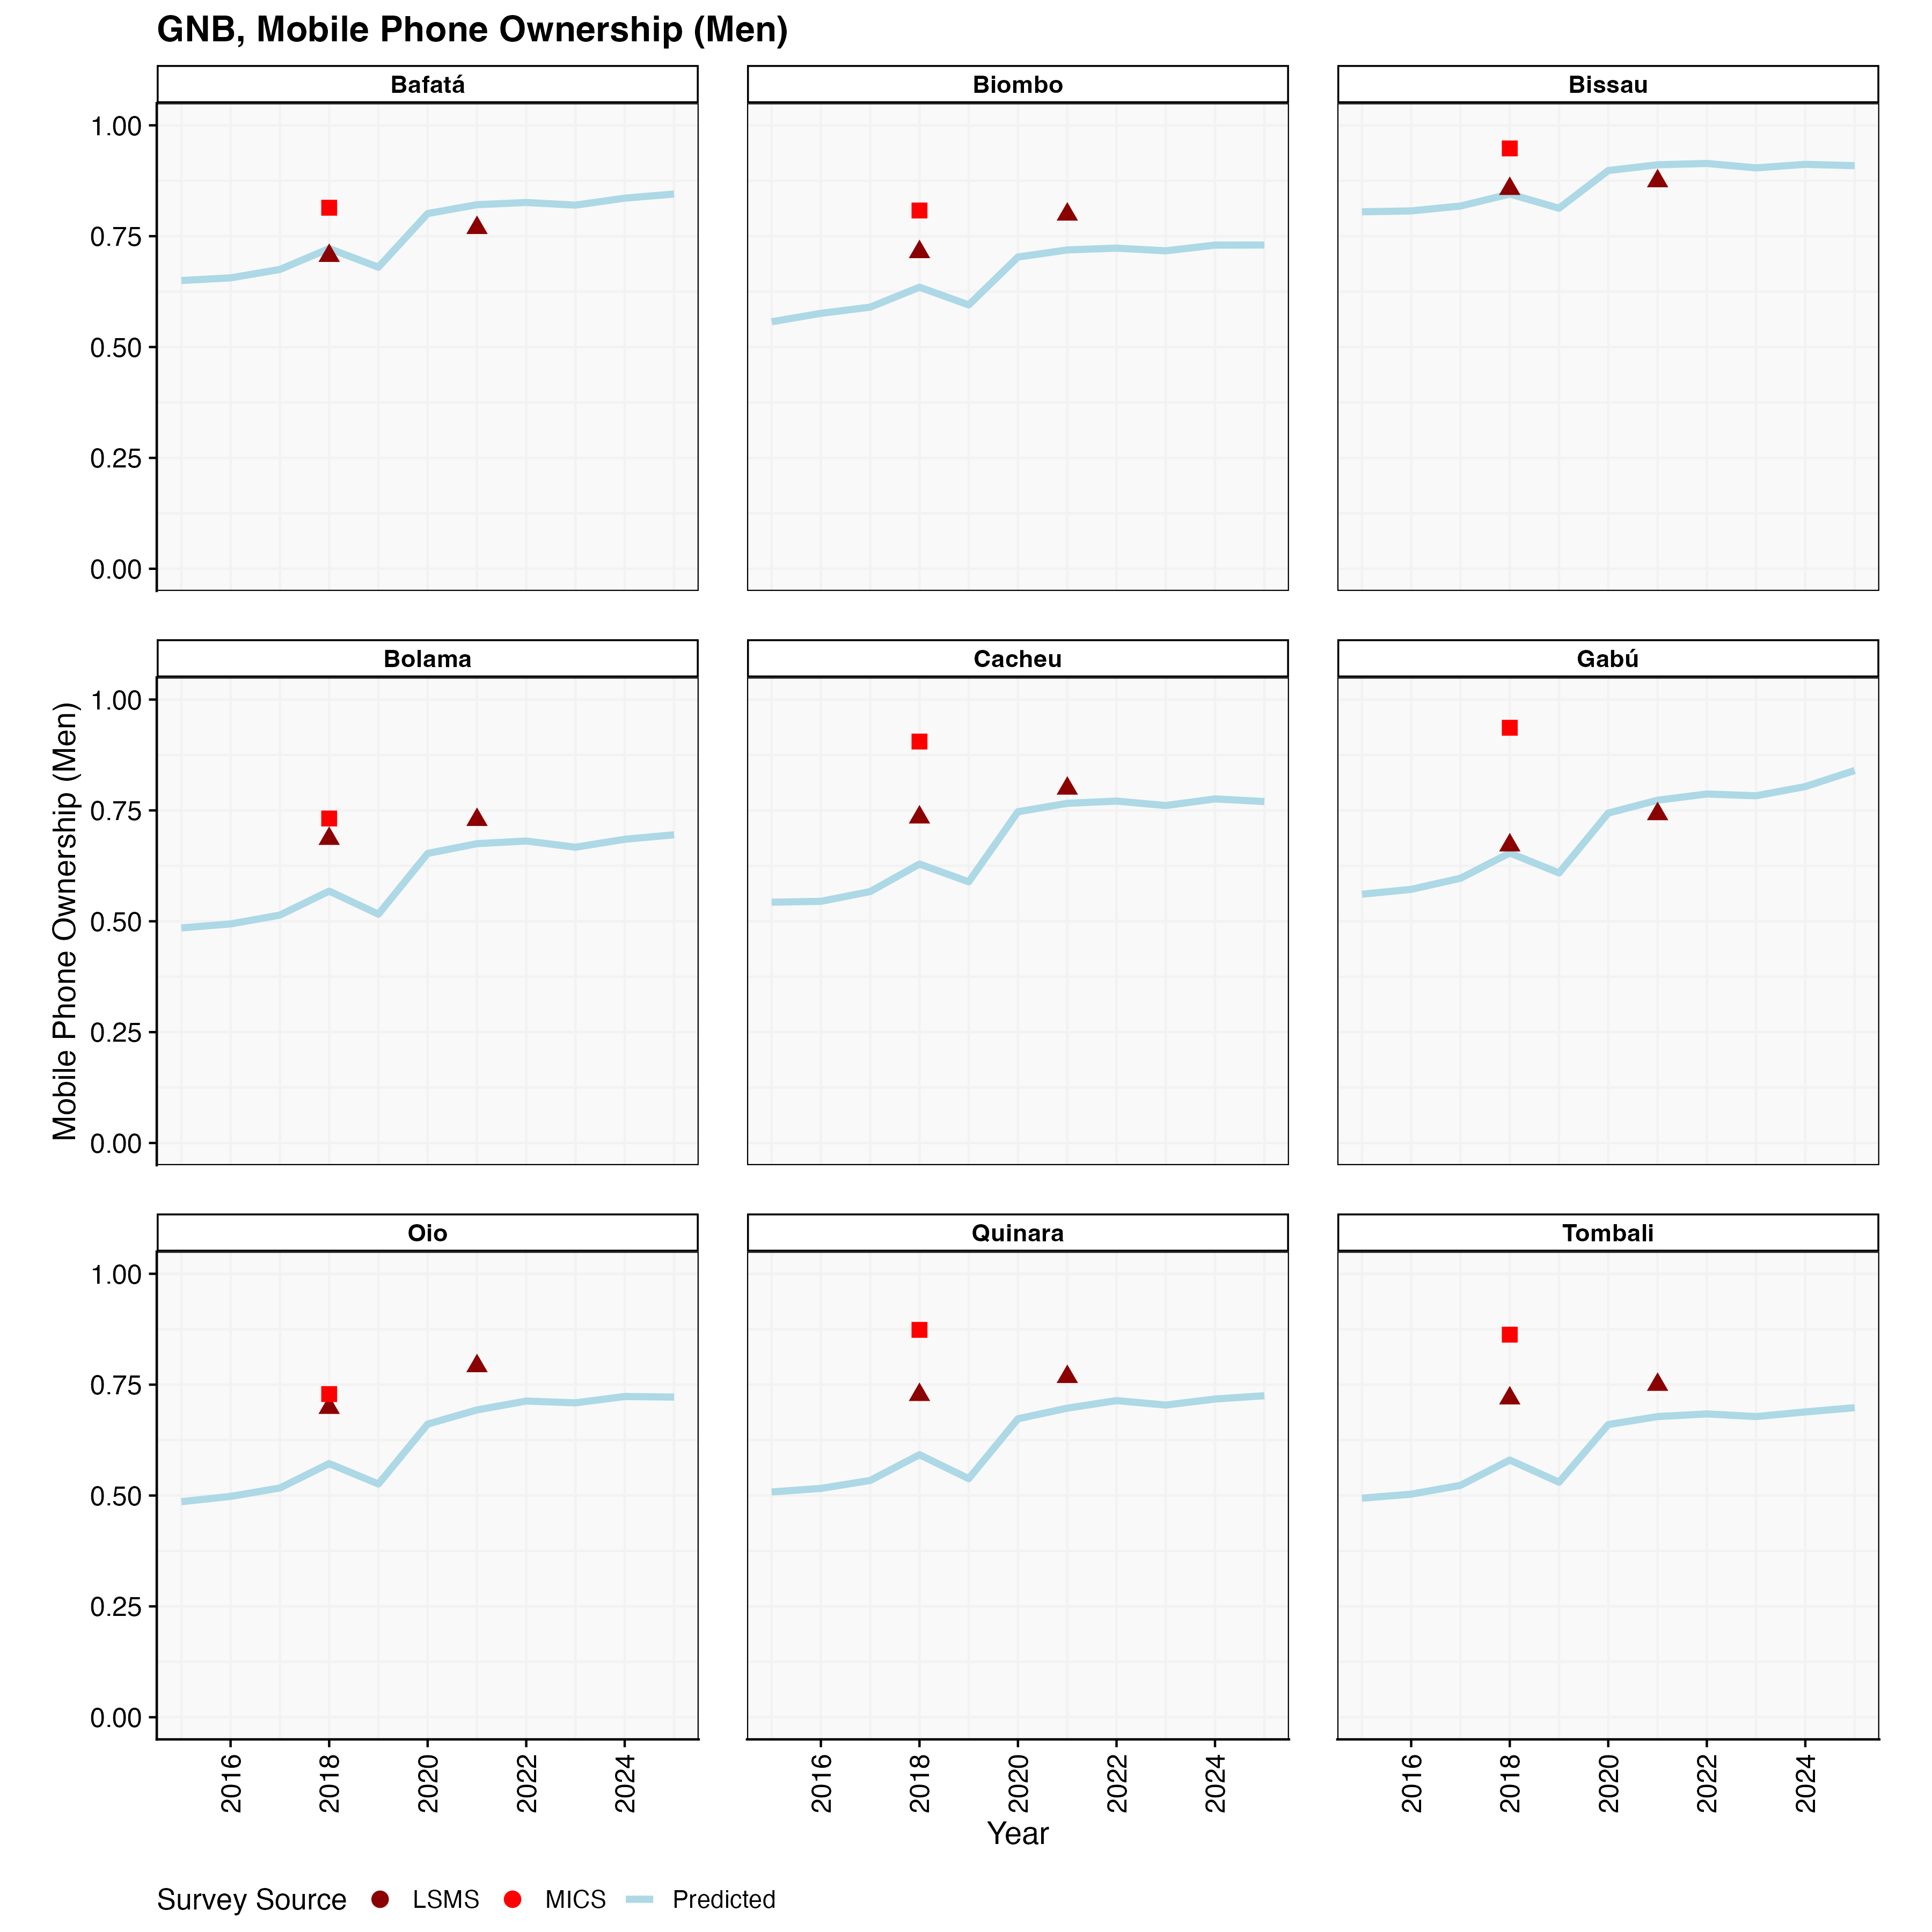 GNB, Mobile Phone Ownership (Men)
Bafatá
Biombo
Bissau
1.00
0.75
0.50
0.25
0.00
Bolama
Cacheu
Gabú
1.00
0.75
0.50
0.25
0.00
Mobile Phone Ownership (Men)
Oio
Quinara
Tombali
1.00
0.75
0.50
0.25
0.00
2016 2018 2020 2022 2024
2016 2018 2020 2022 2024
2016 2018 2020 2022 2024
Year
Survey Source LSMS MICS Predicted